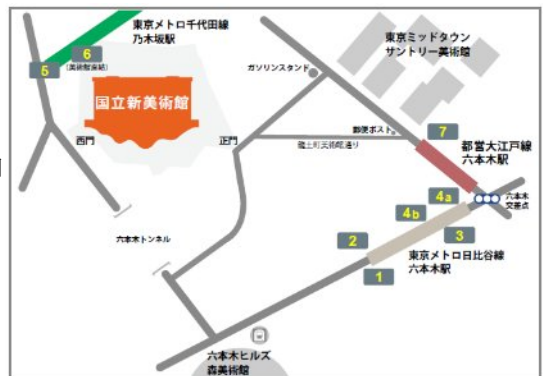 東京メトロ千代田線
乃木坂駅
6
(美術館直結)
5
国立新美術館
西門
正門
ガソリンスタンド
東京ミッドタウン
サントリー美術館
郵便ポスト
龍土町美術館通り
7
都営大江戸線
六本木駅
4a
六本木
交差点
4b
3
2
1
東京メトロ日比谷線
六本木駅
六本木トンネル
六本木ヒルズ
森美術館